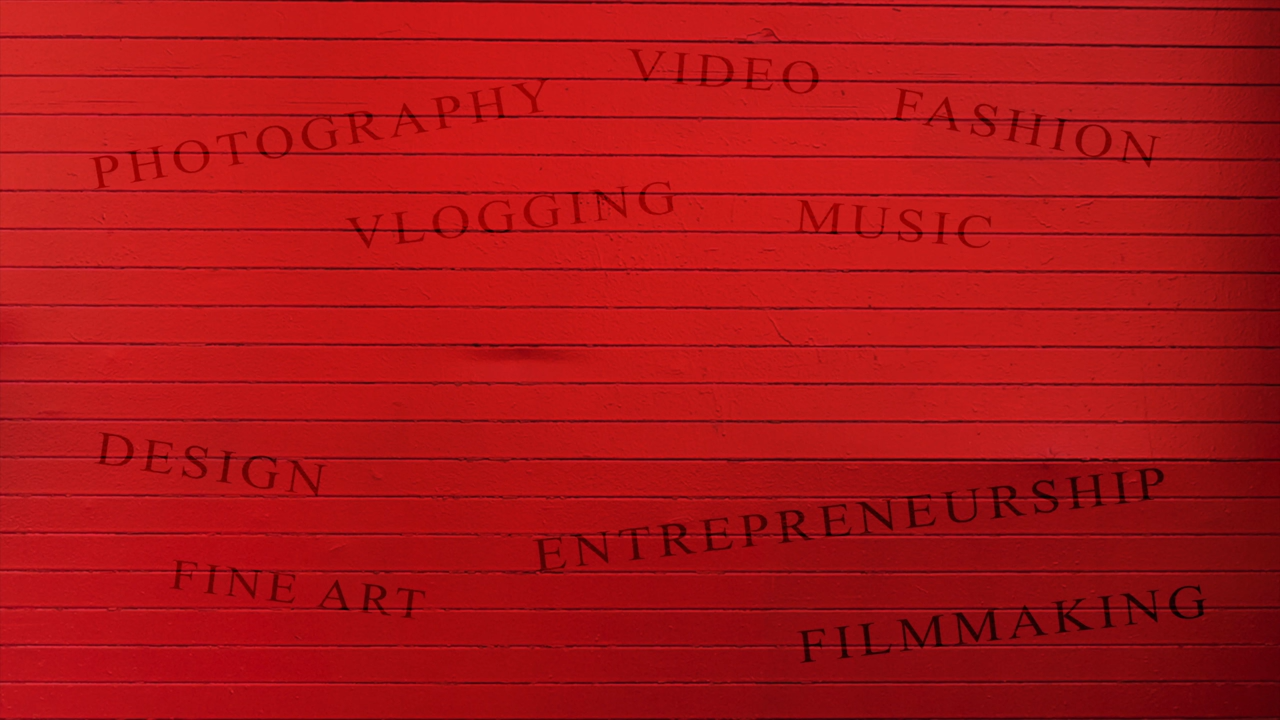 VIDEO
PHOTOGRAPHY
FASHION
VLOGGING
MUSIC
DESIGN
ENTREPRENEURSHIP
FINE ART
FILMMAKING